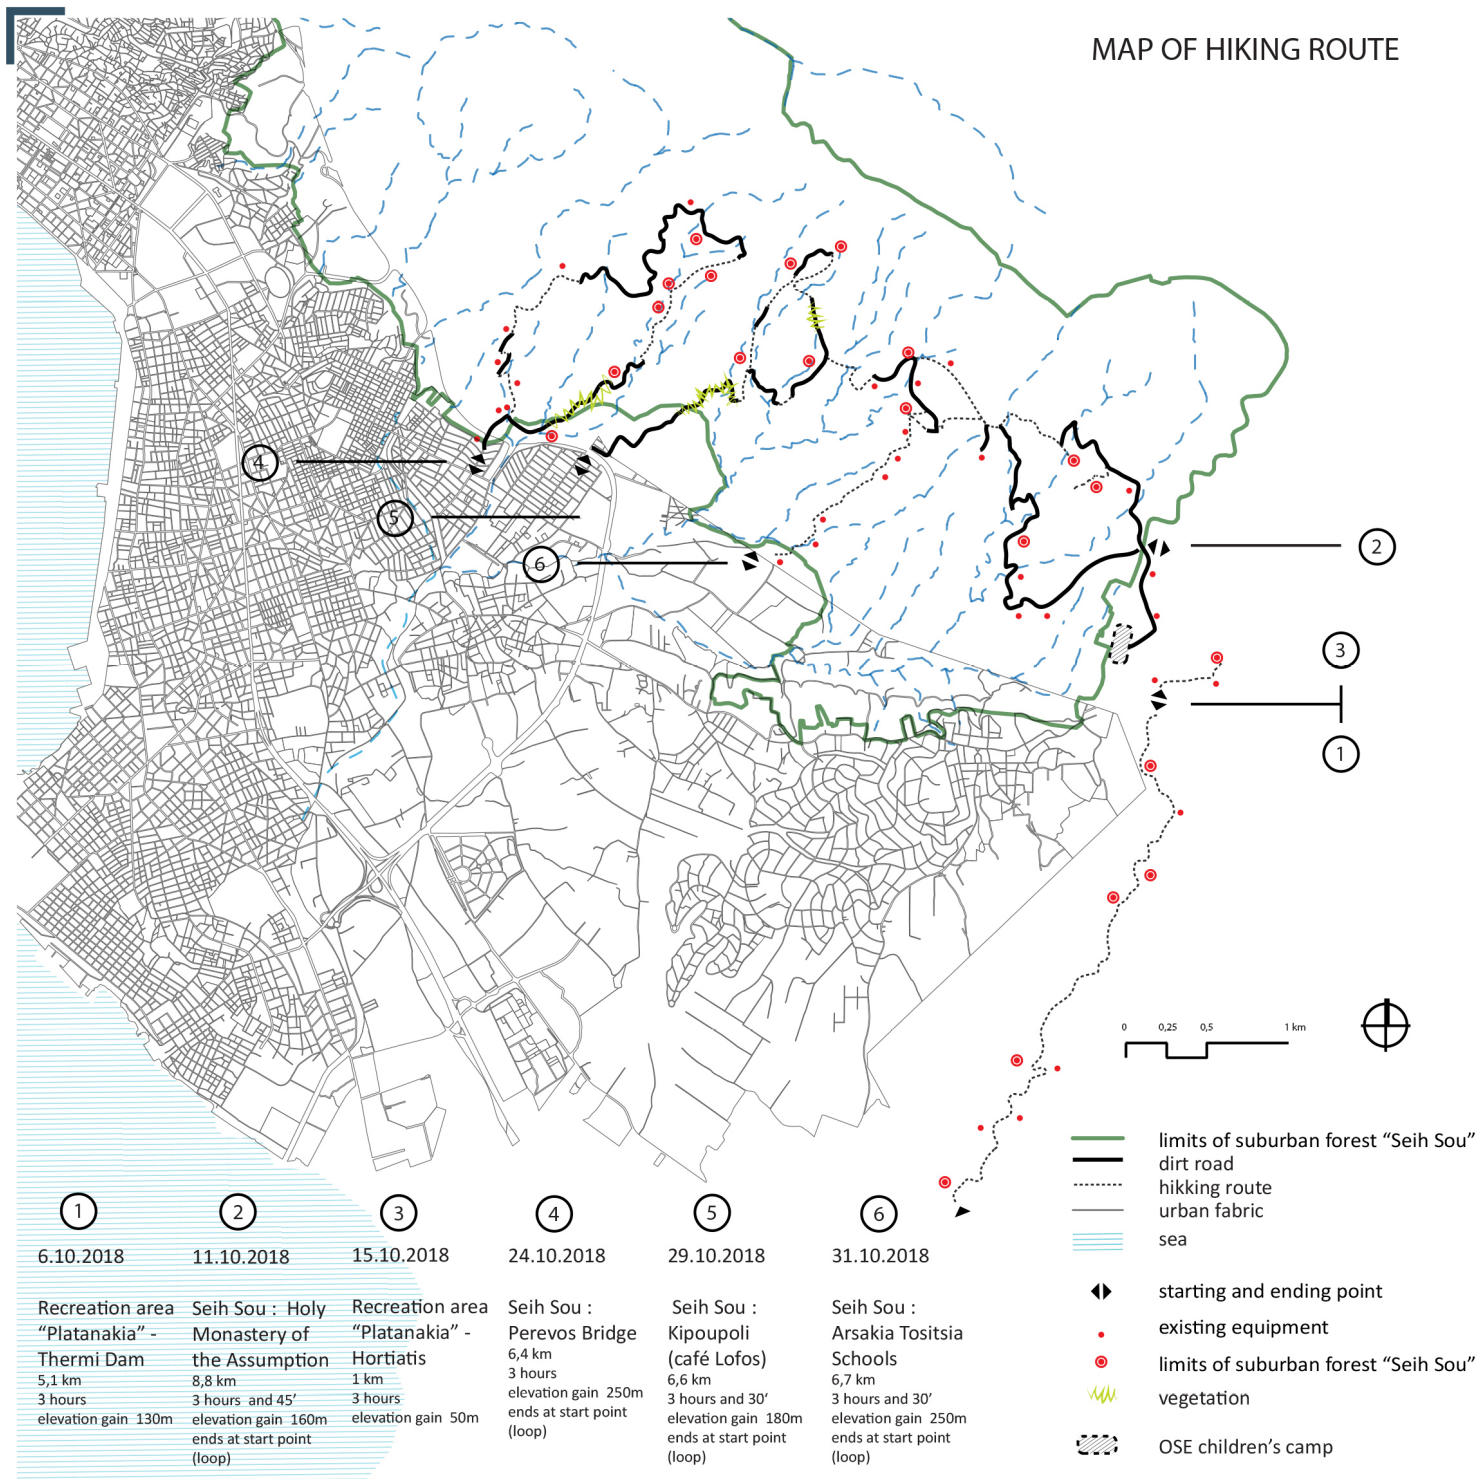 MAP OF HIKING ROUTE
4
5
6
2
3
1
0 0,25 0,5 1 km
limits of suburban forest “Seih Sou”
dirt road
hikking route
urban fabric
sea
starting and ending point
existing equipment
limits of suburban forest “Seih Sou”
vegetation
OSE children’s camp
1
6.10.2018
Recreation area
“Platanakia” -
Thermi Dam
5,1 km
3 hours
elevation gain 130m
2
11.10.2018
Seih Sou : Holy
Monastery of
the Assumption
8,8 km
3 hours and 45’
elevation gain 160m
ends at start point
(loop)
3
15.10.2018
Recreation area
“Platanakia” -
Hortiatis
1 km
3 hours
elevation gain 50m
4
24.10.2018
Seih Sou :
Perevos Bridge
6,4 km
3 hours
elevation gain 250m
ends at start point
(loop)
5
29.10.2018
Seih Sou :
Kipoupoli
(café Lofos)
6,6 km
3 hours and 30’
elevation gain 180m
ends at start point
(loop)
6
31.10.2018
Seih Sou :
Arsakia Tositsia
Schools
6,7 km
3 hours and 30’
elevation gain 250m
ends at start point
(loop)